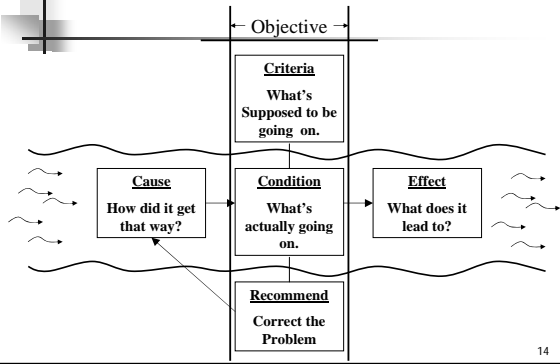 Objective
Criteria
What's
Supposed to be
going on.
Cause
How did it get
that way?
Condition
What's
actually going
on.
Effect
What does it
lead to?
Recommend
Correct the
Problem
14